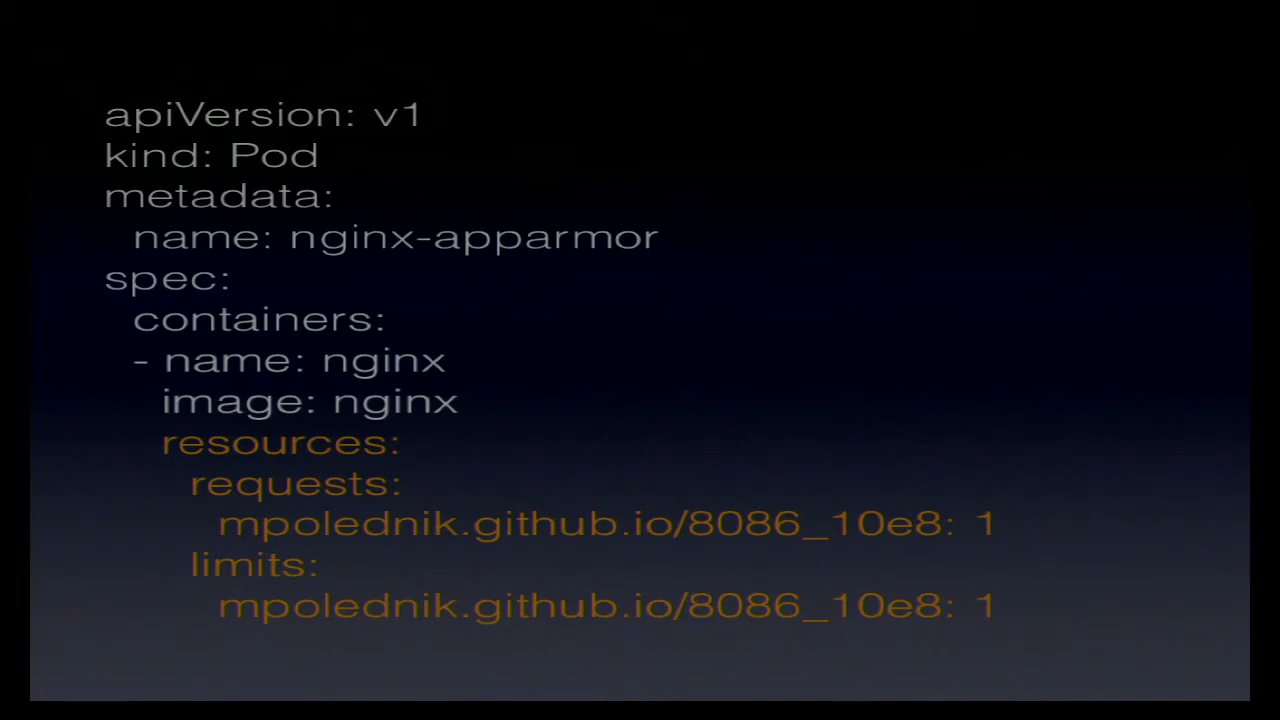 apiVersion: v1
kind: Pod
metadata:
  name: nginx-apparmor
spec:
  containers:
  - name: nginx
    image: nginx
    resources:
      requests:
        mpolednik.github.io/8086_10e8: 1
      limits:
        mpolednik.github.io/8086_10e8: 1